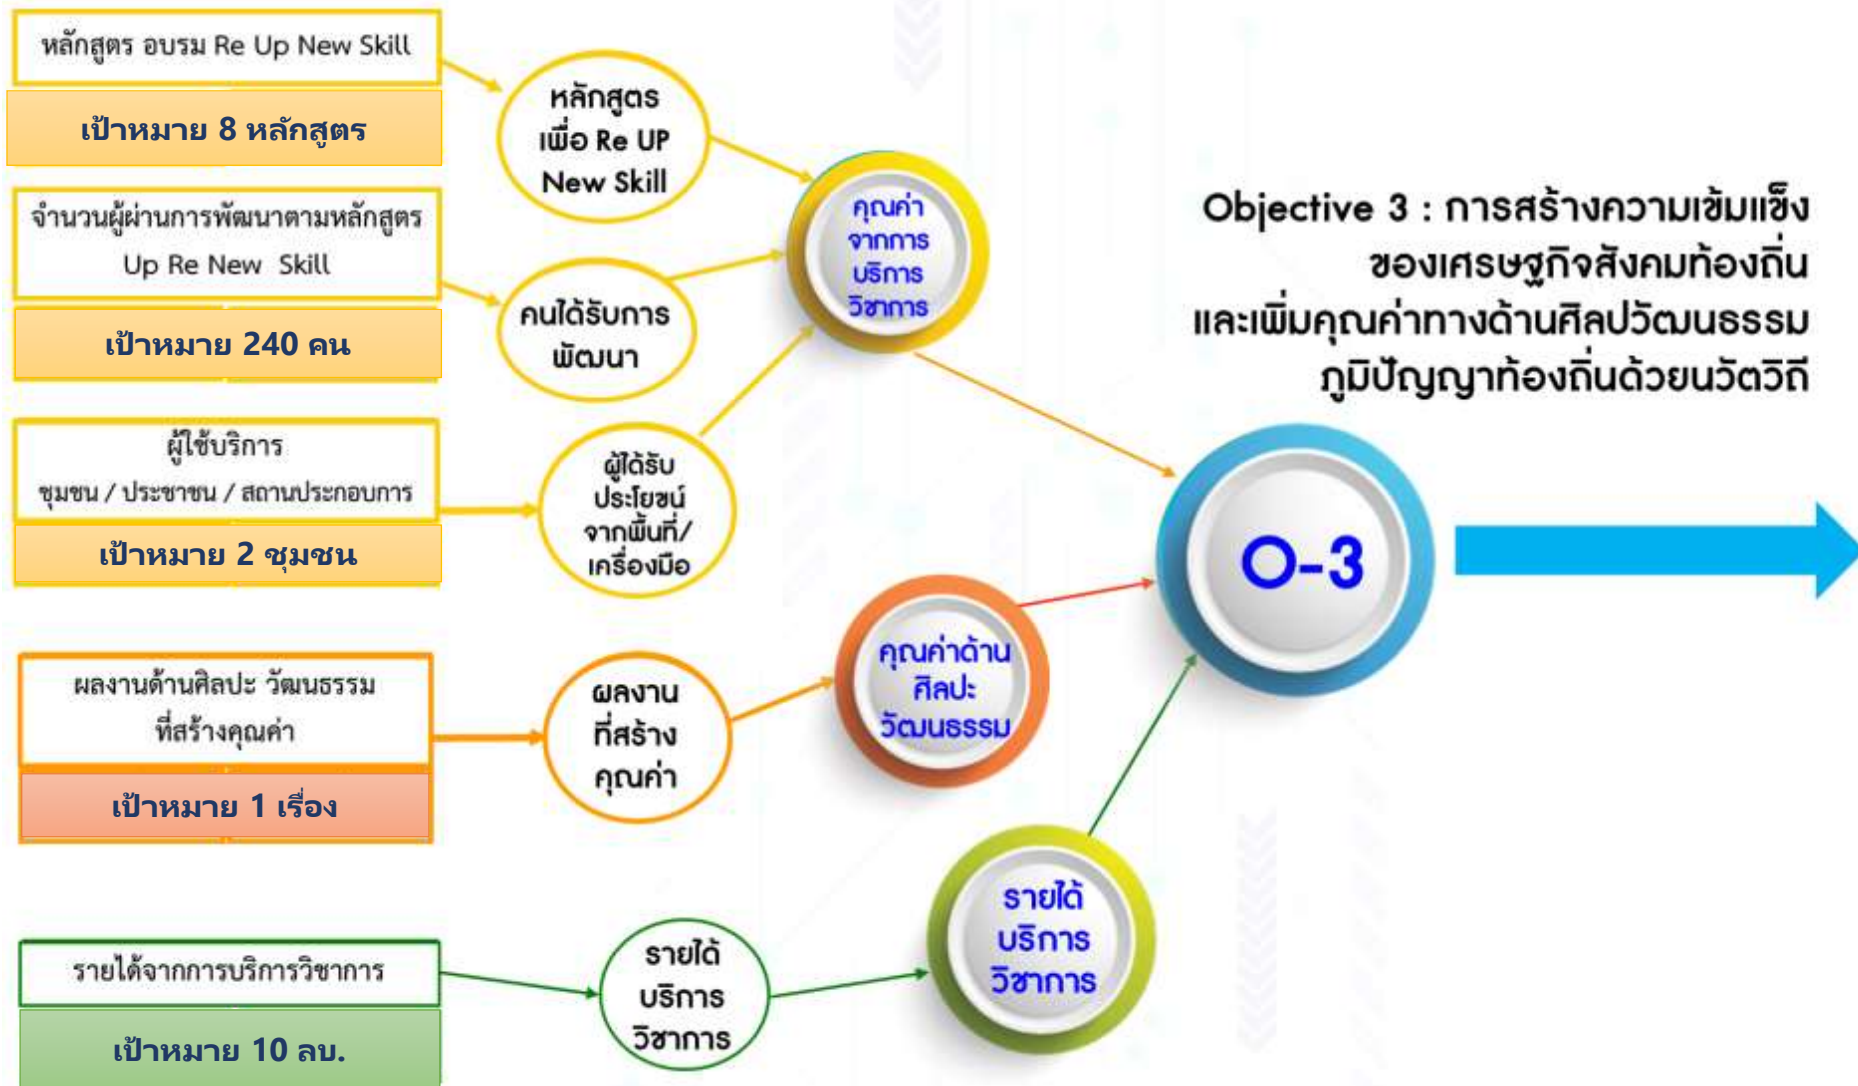 หลักสูตร อบรม Re Up New Skill
เป้าหมาย 8 หลักสูตร
จำนวนผู้ผ่านการพัฒนาตามหลักสูตร
Up Re New Skill
เป้าหมาย 240 คน
ผู้ใช้บริการ
ชุมชน / ประชาชน / สถานประกอบการ
เป้าหมาย 2 ชุมชน
ผลงานด้านศิลปะ วัฒนธรรม
ที่สร้างคุณค่า
เป้าหมาย 1 เรื่อง
รายได้จากการบริการวิชาการ
เป้าหมาย 10 ลบ.
หลักสูตร
เพื่อ Re UP
New Skill
คนได้รับการ
พัฒนา
ผู้ได้รับ
ประโยชน์
จากพื้นที่/
เครื่องมือ
ผลงาน
ที่สร้าง
คุณค่า
รายได้
บริการ
วิชาการ
คุณค่า
จากการ
บริการ
วิชาการ
คุณค่าด้าน
ศิลปะ
วัฒนธรรม
รายได้
บริการ
วิชาการ
Objective 3 : การสร้างความเข้มแข็ง
ของเศรษฐกิจสังคมท้องถิ่น
และเพิ่มคุณค่าทางด้านศิลปวัฒนธรรม
ภูมิปัญญาท้องถิ่นด้วยนวัตวิถี
O-3